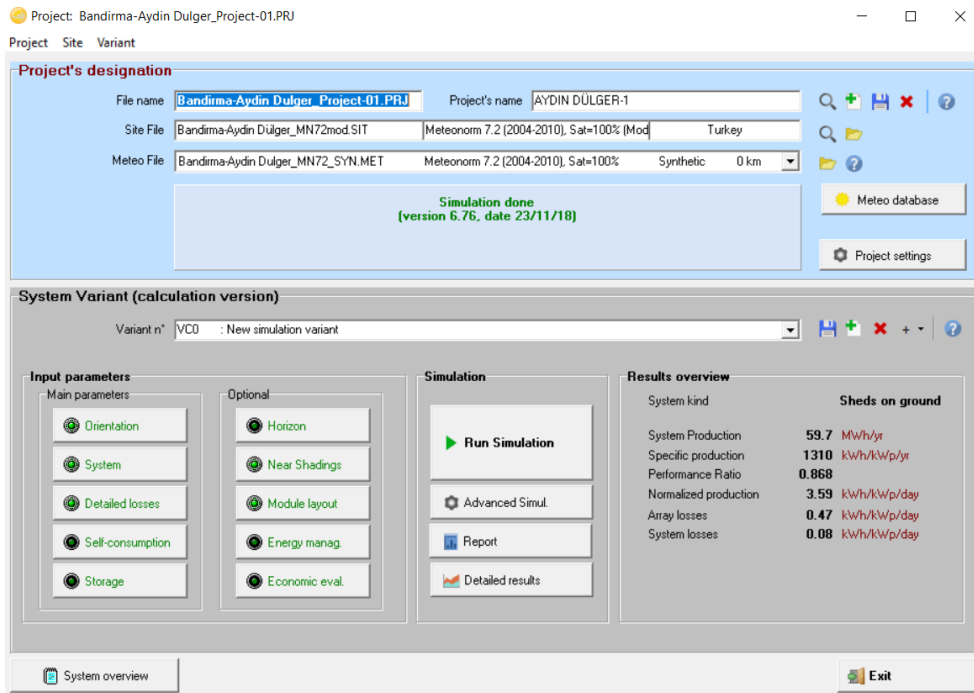 Project: Bandirma-Aydin Dulger_Project-01.PRJ
Project Site Variant
Project's designation
File name Bandirma-Aydin Dulger_Project-01.PRJ Project's name AYDIN DÜLGER-1
Site File Bandirma-Aydin Dülger_MN72mod.SIT Meteonorm 7.2 (2004-2010), Sat=100% (Mod Turkey
Meteo File Bandirma-Aydin Dulger_MN72_SYN.MET Meteonorm 7.2 (2004-2010), Sat=100% Synthetic 0 km
Simulation done
(version 6.76, date 23/11/18)
Meteo database
Project settings
System Variant (calculation version)
Variant n° VC0 : New simulation variant
Input parameters
Main parameters
Orientation
System
Detailed losses
Self-consumption
Storage
Optional
Horizon
Near Shadings
Module layout
Energy manag.
Economic eval.
Simulation
Run Simulation
Advanced Simul.
Report
Detailed results
Results overview
System kind Sheds on ground
System Production 59.7 MWh/yr
Specific production 1310 kWh/kWp/yr
Performance Ratio 0.868
Normalized production 3.59 kWh/kWp/day
Array losses 0.47 kWh/kWp/day
System losses 0.08 kWh/kWp/day
System overview
Exit